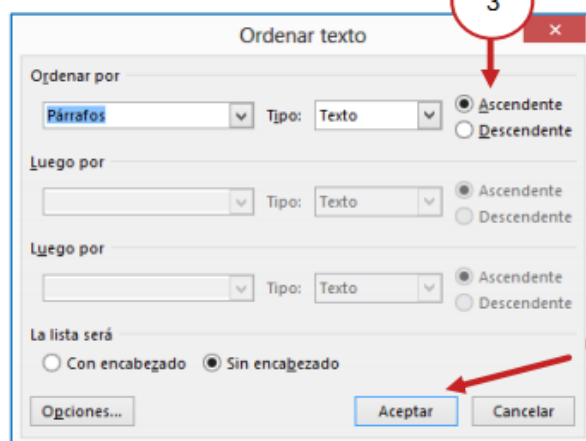 3
Ordenar texto
Ordenar por
Párrafos Tipo: Texto Ascendente
Descendente
Luego por
Tipo: Texto Ascendente
Descendente
Luego por
Tipo: Texto Ascendente
Descendente
La lista será
Con encabezado Sin encabezado
Opciones... Aceptar Cancelar